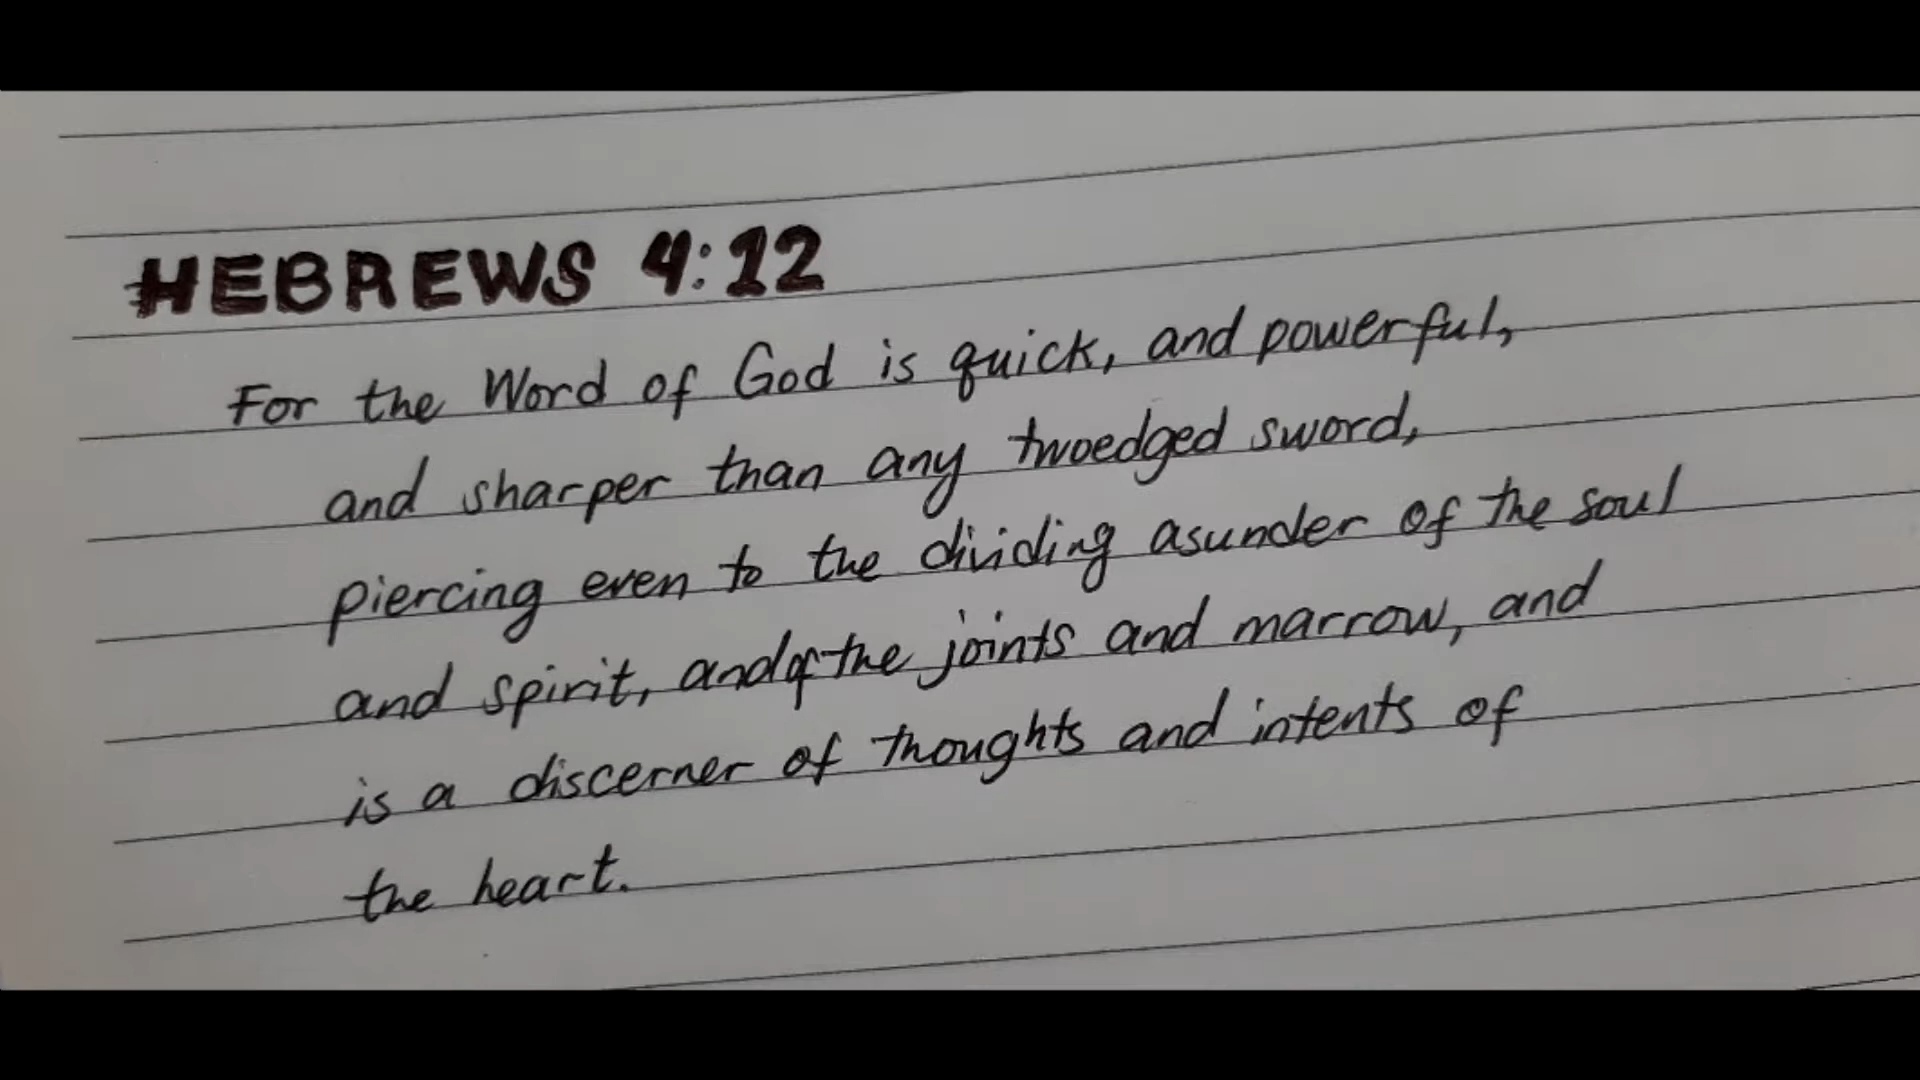 HEBREWS 4:12
For the Word of God is quick, and powerful,
and sharper than any twoedged sword,
piercing even to the dividing asunder of the soul
and spirit, and of the joints and marrow, and
is a discerner of thoughts and intents of
the heart.